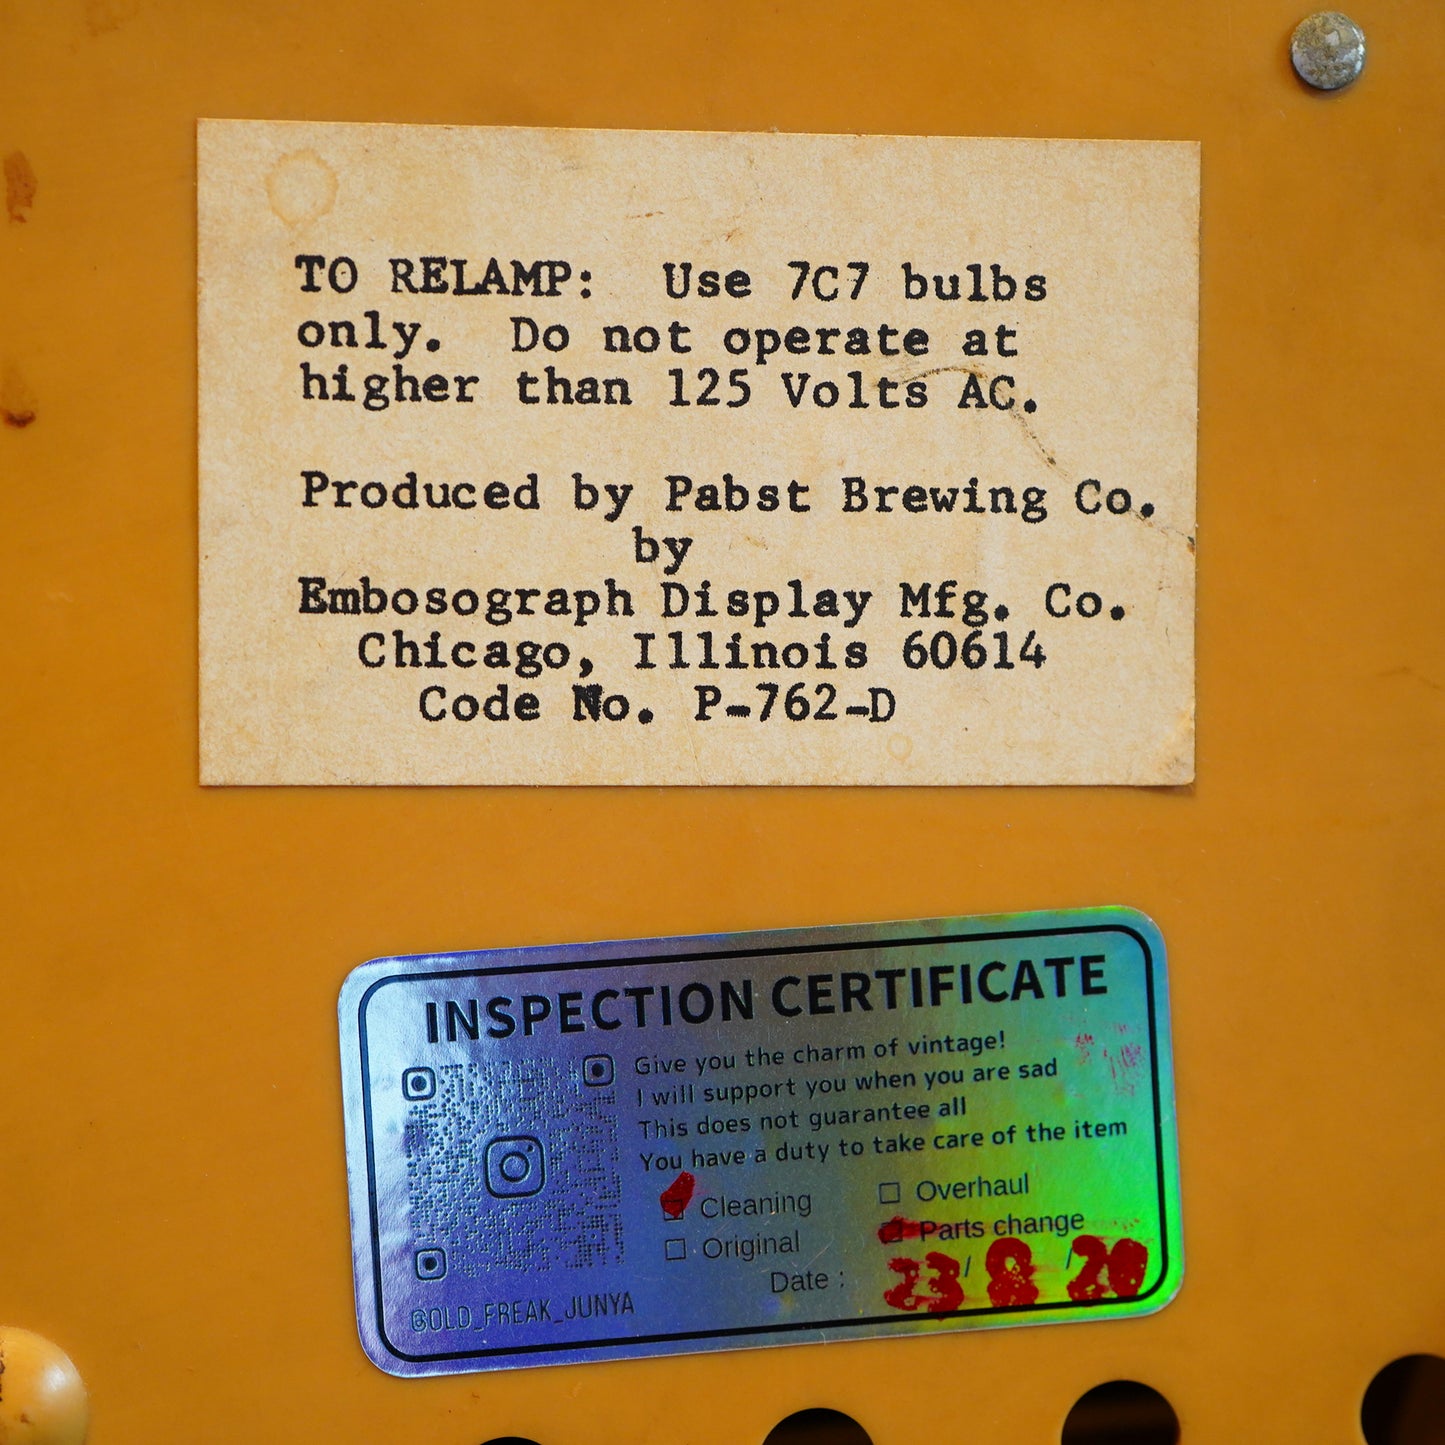 TO RELAMP: Use 7C7 bulbs
only. Do not operate at
higher than 125 Volts AC.
Produced by Pabst Brewing Co.
by
Embosograph Display Mfg. Co.
Chicago, Illinois 60614
Code No. P-762-D
INSPECTION CERTIFICATE
Give you the charm of vintage!
I will support you when you are sad
This does not guarantee all
You have a duty to take care of the item
Cleaning
Overhaul
Original
Parts change
Date : 23/8/20
@OLD_FREAK_JUNYA